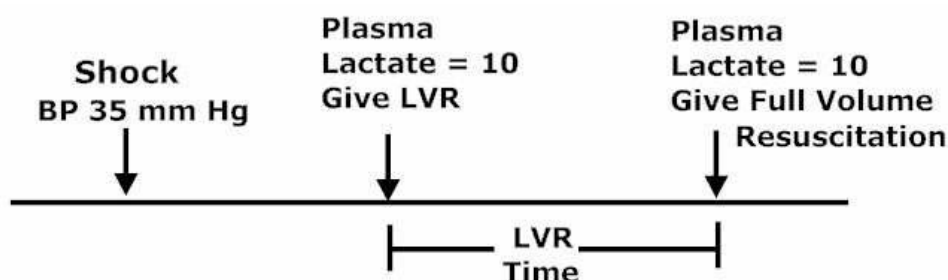 Shock
BP 35 mm Hg
Plasma
Lactate = 10
Give LVR
Plasma
Lactate = 10
Give Full Volume
Resuscitation
LVR
Time